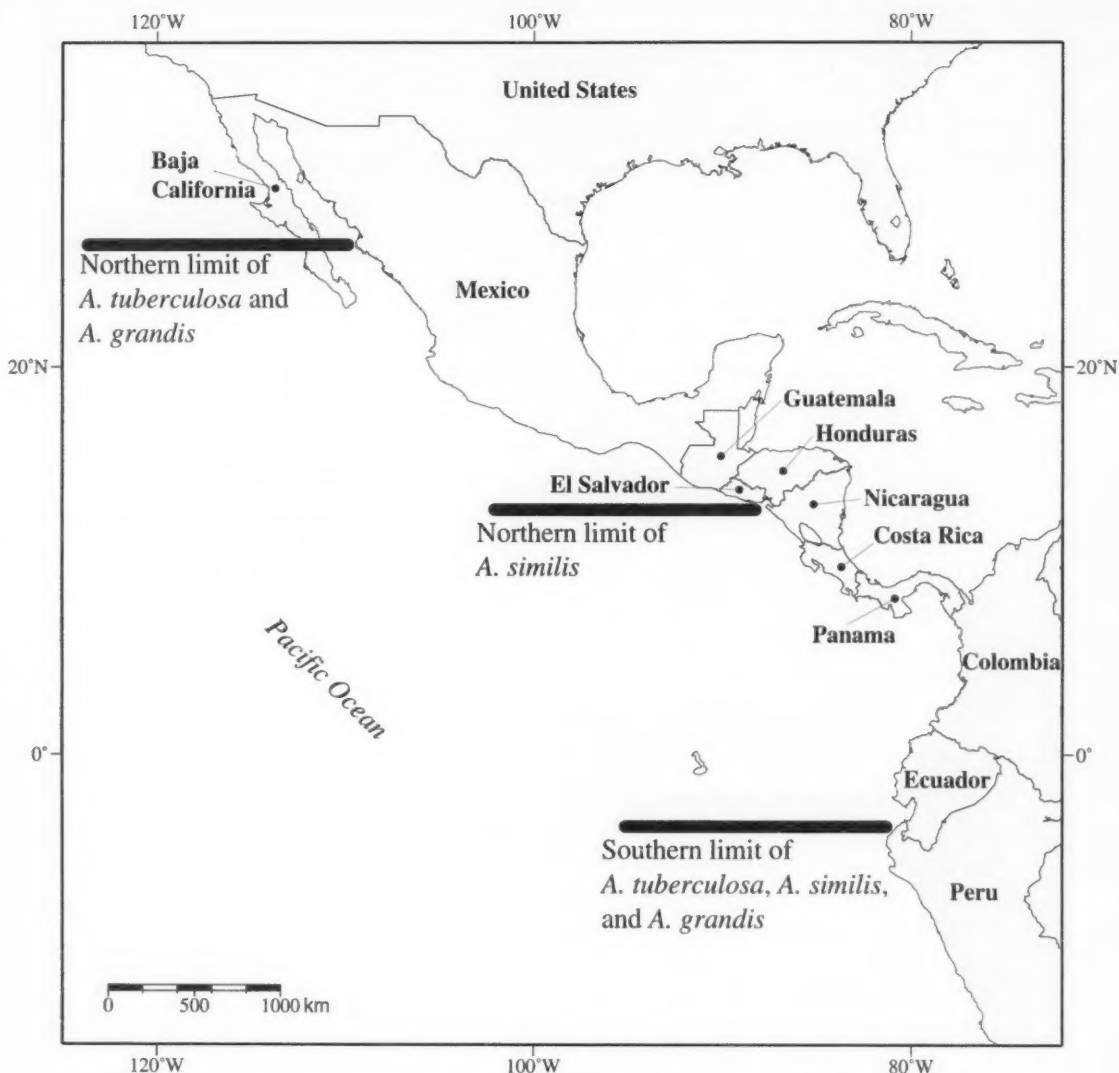 120°W 100°W 80°W
United States
Baja
California
Northern limit of
A. tuberculosa and
A. grandis
Mexico
20°N 20°N
Guatemala
Honduras
El Salvador
Nicaragua
Northern limit of
A. similis
Costa Rica
Panama
Pacific Ocean
Colombia
0° 0°
Ecuador
Southern limit of
A. tuberculosa, A. similis,
and A. grandis
Peru
0 500 1000 km
120°W 100°W 80°W